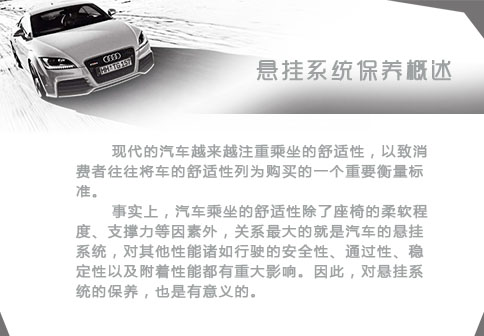 HH:TG 337
悬挂系统保养概述
现代的汽车越来越注重乘坐的舒适性，以致消
费者往往将车的舒适性列为购买的一个重要衡量标
准。
事实上，汽车乘坐的舒适性除了座椅的柔软程
度、支撑力等因素外，关系最大的就是汽车的悬挂
系统，对其他性能诸如行驶的安全性、通过性、稳
定性以及附着性能都有重大影响。因此，对悬挂系
统的保养，也是有意义的。